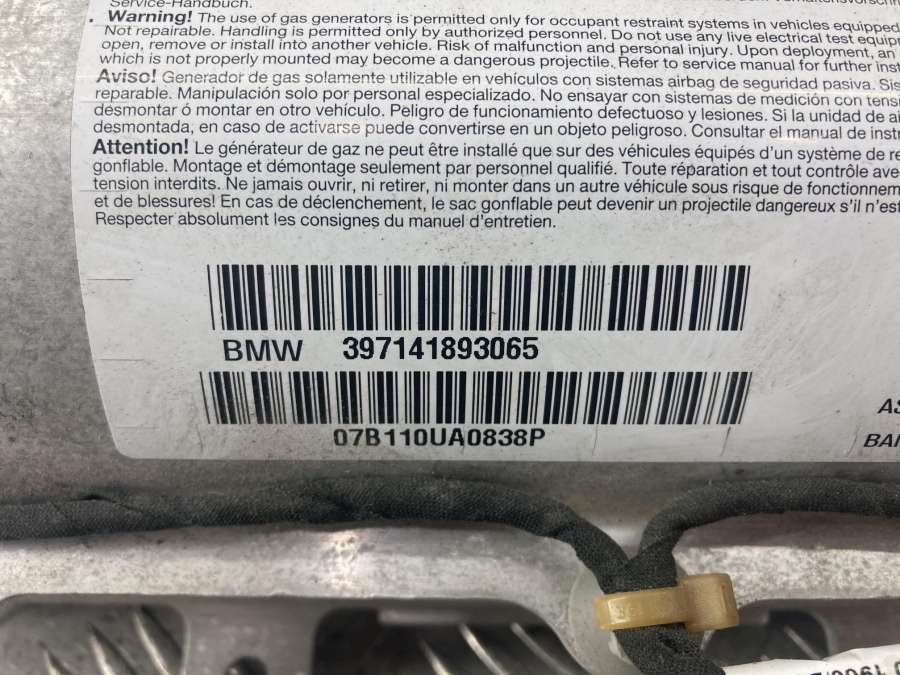 Service-Handbuch.
Warning! The use of gas generators is permitted only for occupant restraint systems in vehicles equipped
Not repairable. Handling is permitted only by authorized personnel. Do not use any live electrical test equip
open, remove or install into another vehicle. Risk of malfunction and personal injury. Upon deployment, an
which is not properly mounted may become a dangerous projectile. Refer to service manual for further inst
Aviso! Generador de gas solamente utilizable en vehículos con sistemas airbag de seguridad pasiva. Sis
reparable. Manipulación solo por personal especializado. No ensayar con sistemas de medición con tensi
desmontar ó montar en otro vehículo. Peligro de funcionamiento defectuoso y lesiones. Si la unidad de ai
desmontada, en caso de activarse puede convertirse en un objeto peligroso. Consultar el manual de instr
Attention! Le générateur de gaz ne peut être installé que sur des véhicules équipés d'un système de re
gonflable. Montage et démontage seulement par personnel qualifié. Toute réparation et tout contrôle ave
tension interdits. Ne jamais ouvrir, ni retirer, ni monter dans un autre véhicule sous risque de fonctionnem
et de blessures! En cas de déclenchement, le sac gonflable peut devenir un projectile dangereux s'il n'est
Respecter absolument les consignes du manuel d'entretien.
BMW 397141893065
07B110UA0838P
AS
BAI